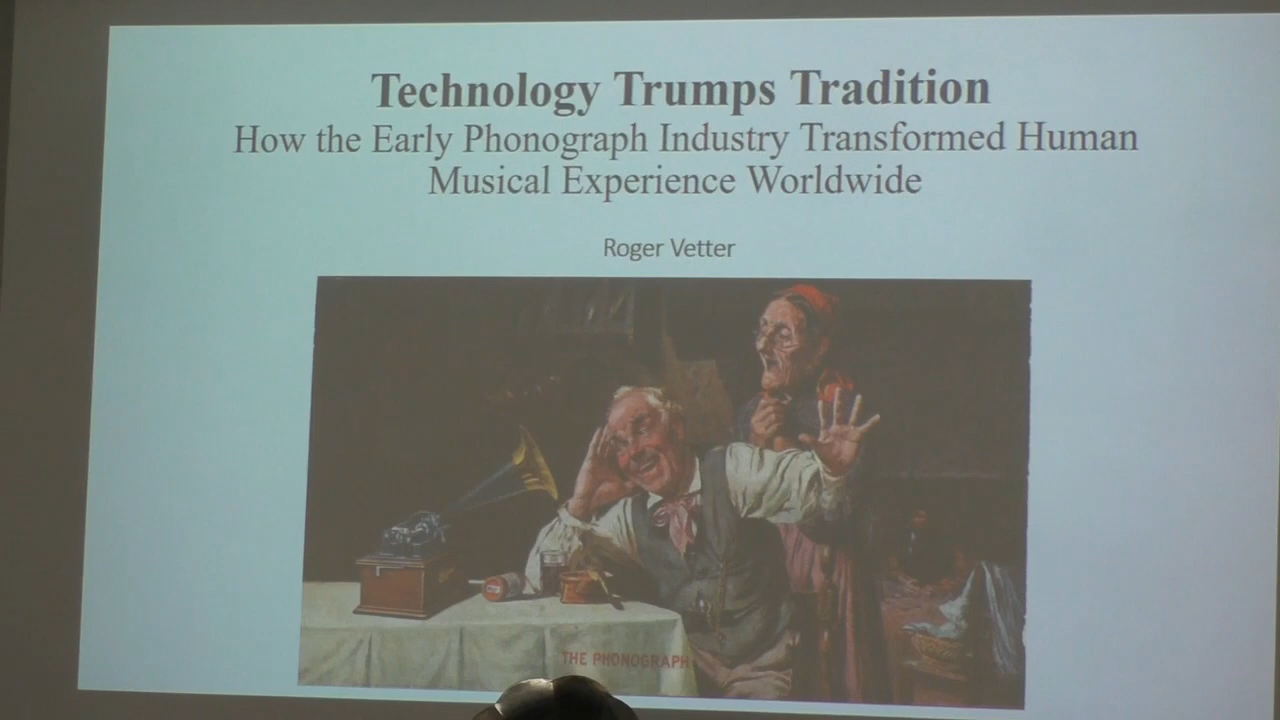 Technology Trumps Tradition
How the Early Phonograph Industry Transformed Human
Musical Experience Worldwide
Roger Vetter
THE PHONOGRAPH